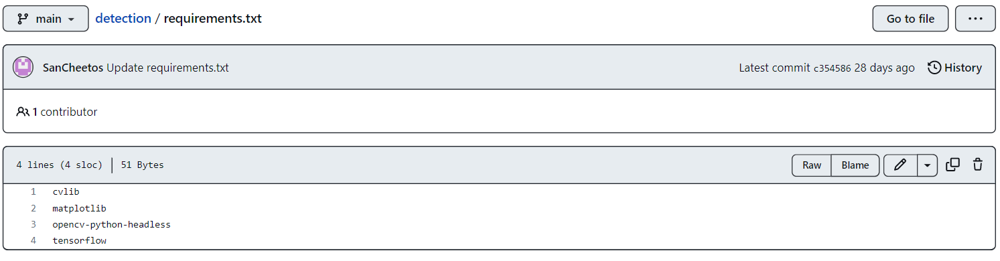 main
detection / requirements.txt
Go to file
SanCheetos Update requirements.txt
Latest commit c354586 28 days ago
History
1 contributor
4 lines (4 sloc)
51 Bytes
Raw
Blame
1 cvlib
2 matplotlib
3 opencv-python-headless
4 tensorflow